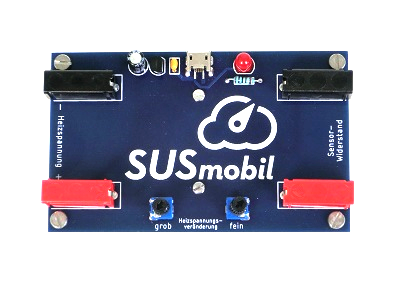 - Heizspannung +
Sensor-
Widerstand
SUSmobil
grob
Heizspannungs-
veränderung
fein